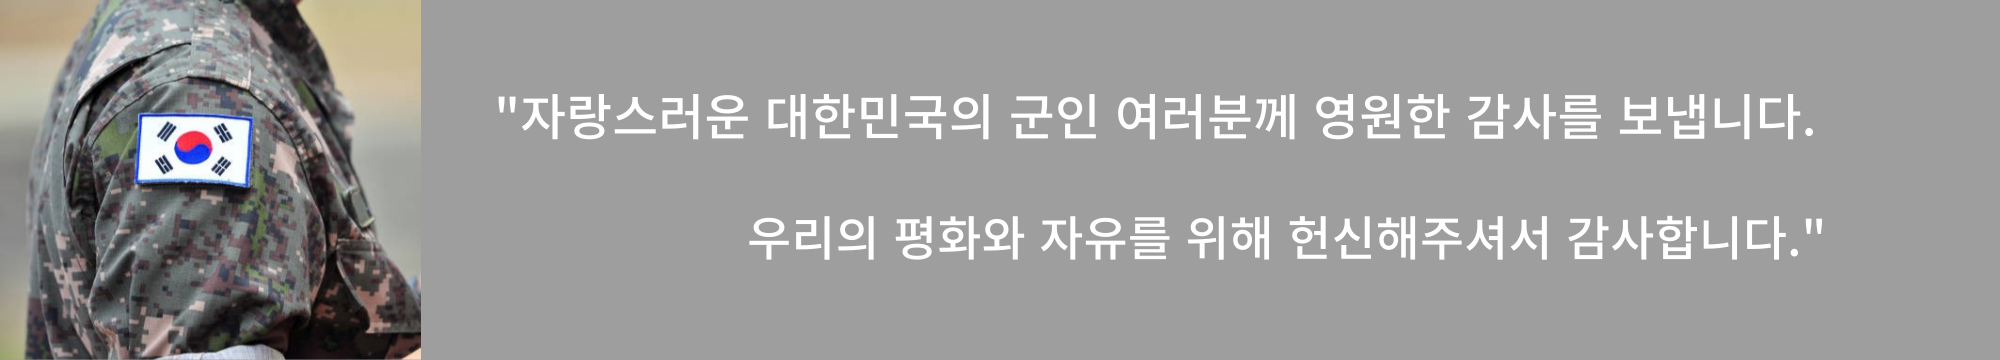 "자랑스러운 대한민국의 군인 여러분께 영원한 감사를 보냅니다.
우리의 평화와 자유를 위해 헌신해주셔서 감사합니다."